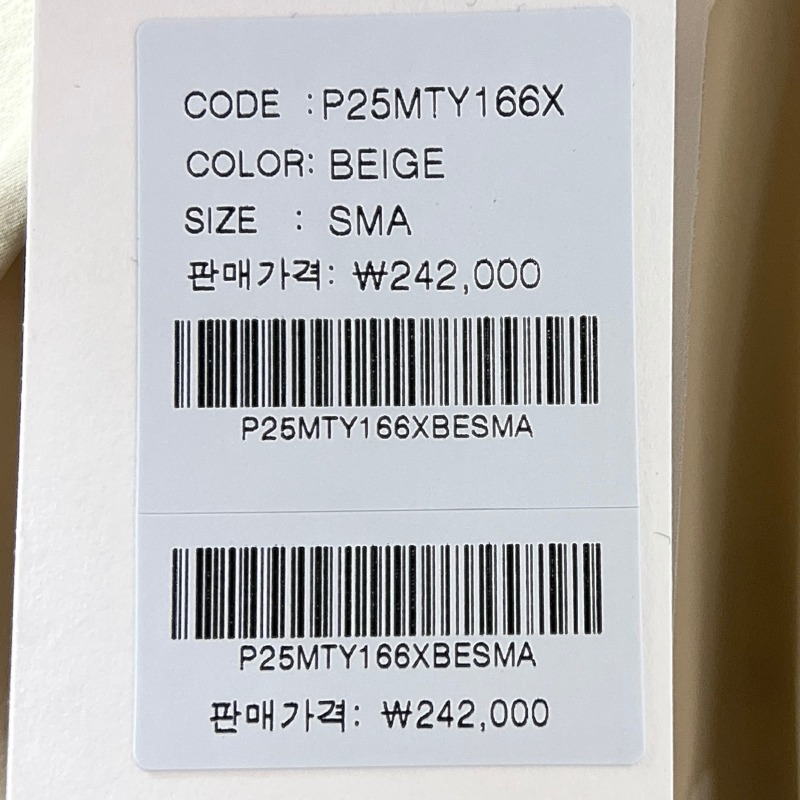 CODE : P25MTY166X
COLOR: BEIGE
SIZE : SMA
판매가격: ₩242,000
P25MTY166XBESMA
P25MTY166XBESMA
판매가격: ₩242,000